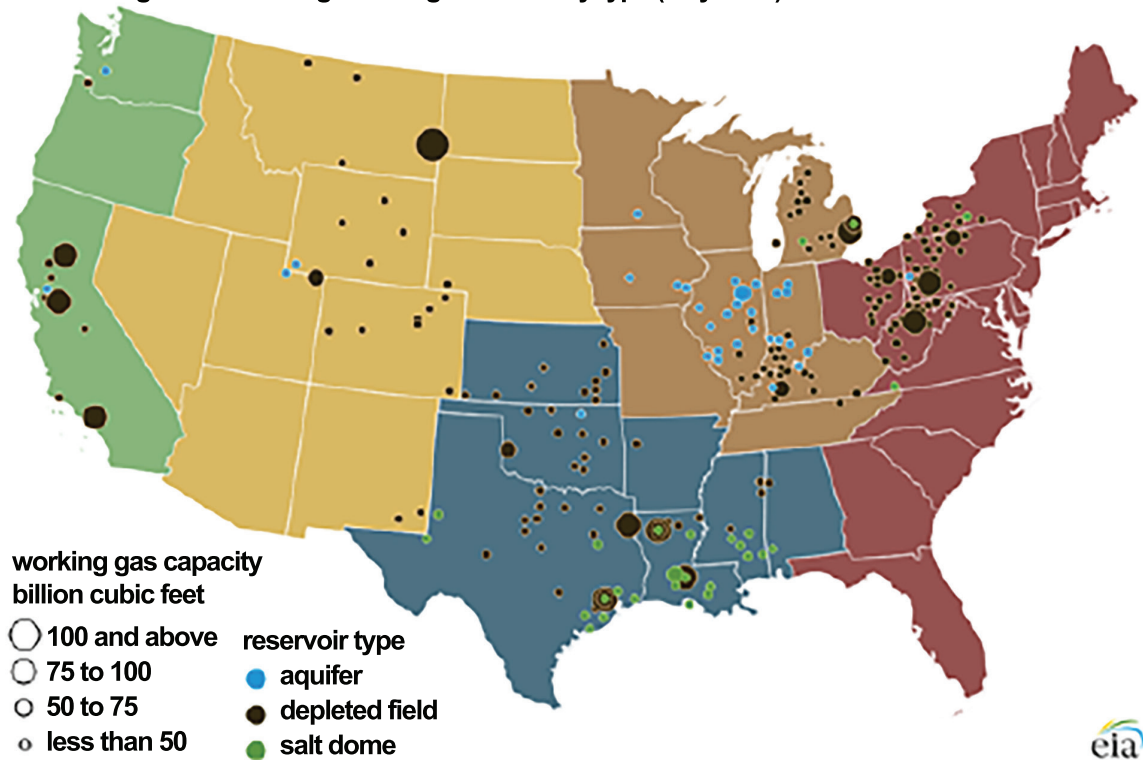 working gas capacity
billion cubic feet
100 and above
75 to 100
50 to 75
less than 50
reservoir type
aquifer
depleted field
salt dome
eia